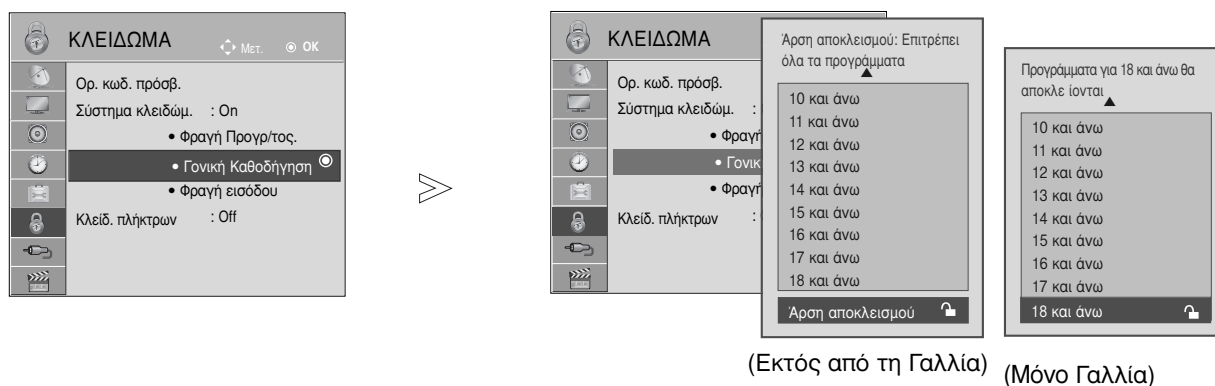 ΚΛΕΙΔΩΜΑ
Μετ.
OK
Ορ. κωδ. πρόσβ.
Σύστημα κλειδώμ. : On
• Φραγή Προγρ/τος.
• Γονική Καθοδήγηση
• Φραγή εισόδου
Κλείδ. πλήκτρων : Off
ΚΛΕΙΔΩΜΑ
Ορ. κωδ. πρόσβ.
Σύστημα κλειδώμ. :
• Φραγή
• Γονικ
• Φραγή
Κλείδ. πλήκτρων :
Άρση αποκλεισμού: Επιτρέπει
όλα τα προγράμματα
10 και άνω
11 και άνω
12 και άνω
13 και άνω
14 και άνω
15 και άνω
16 και άνω
17 και άνω
18 και άνω
Άρση αποκλεισμού
(Εκτός από τη Γαλλία)
Προγράμματα για 18 και άνω θα
αποκλε ίονται
10 και άνω
11 και άνω
12 και άνω
13 και άνω
14 και άνω
15 και άνω
16 και άνω
17 και άνω
18 και άνω
(Μόνο Γαλλία)